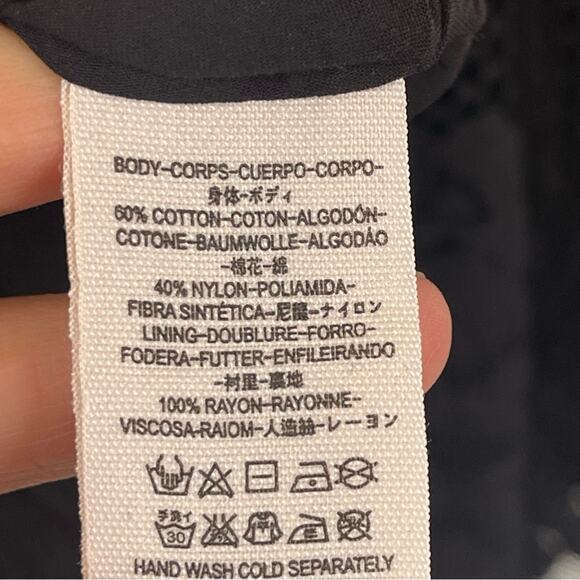 BODY-CORPS-CUERPO-CORPO-
身体-ボディ
60% COTTON-COTON-ALGODÓN-
COTONE-BAUMWOLLE-ALGODÃO
-棉花-綿
40% NYLON-POLIAMIDA-
FIBRA SINTÉTICA-尼龍-ナイロン
LINING-DOUBLURE-FORRO-
FODERA-FUTTER-ENFILEIRANDO
-衬里-裏地
100% RAYON-RAYONNE-
VISCOSA-RAIOM-人造絲-レーヨン
手洗イ
30
HAND WASH COLD SEPARATELY